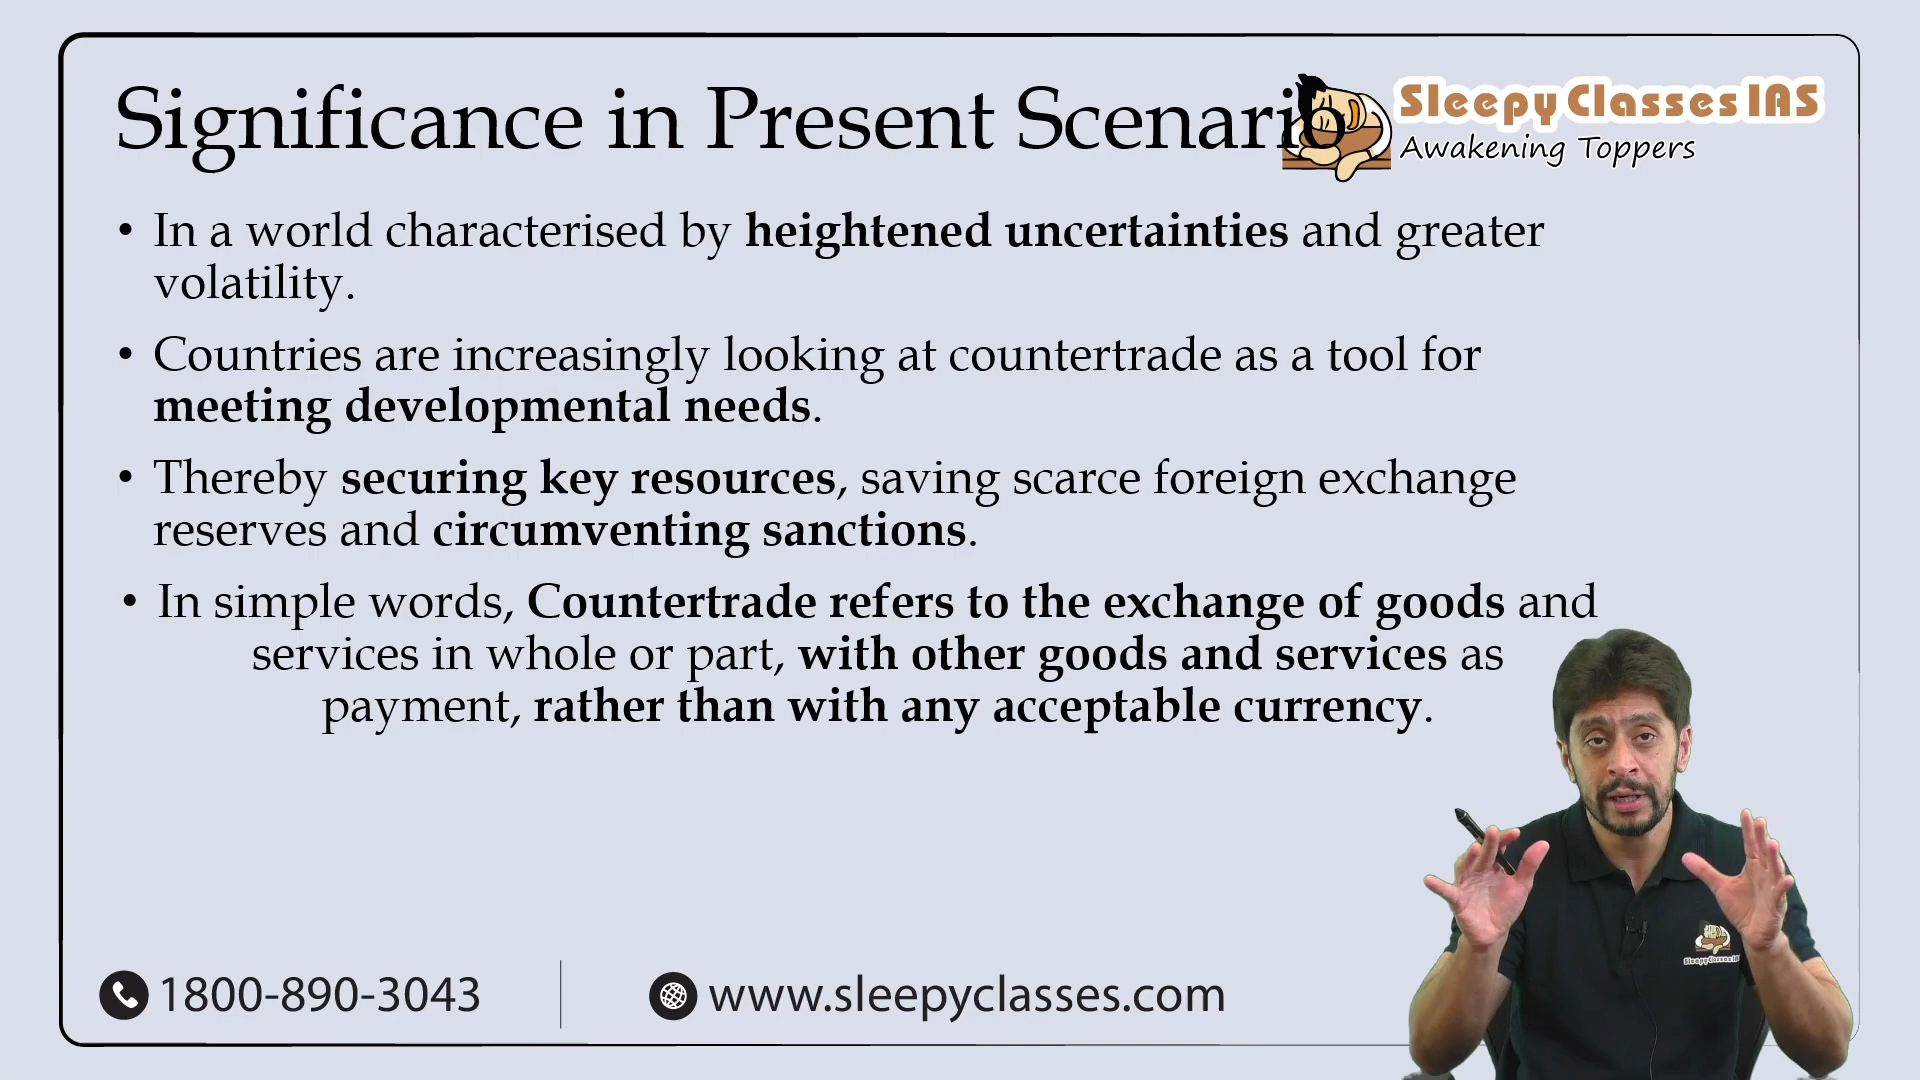 Significance in Present Scenario
Sleepy Classes IAS
Awakening Toppers
• In a world characterised by heightened uncertainties and greater
volatility.
• Countries are increasingly looking at countertrade as a tool for
meeting developmental needs.
• Thereby securing key resources, saving scarce foreign exchange
reserves and circumventing sanctions.
• In simple words, Countertrade refers to the exchange of goods and
services in whole or part, with other goods and services as
payment, rather than with any acceptable currency.
1800-890-3043
www.sleepyclasses.com